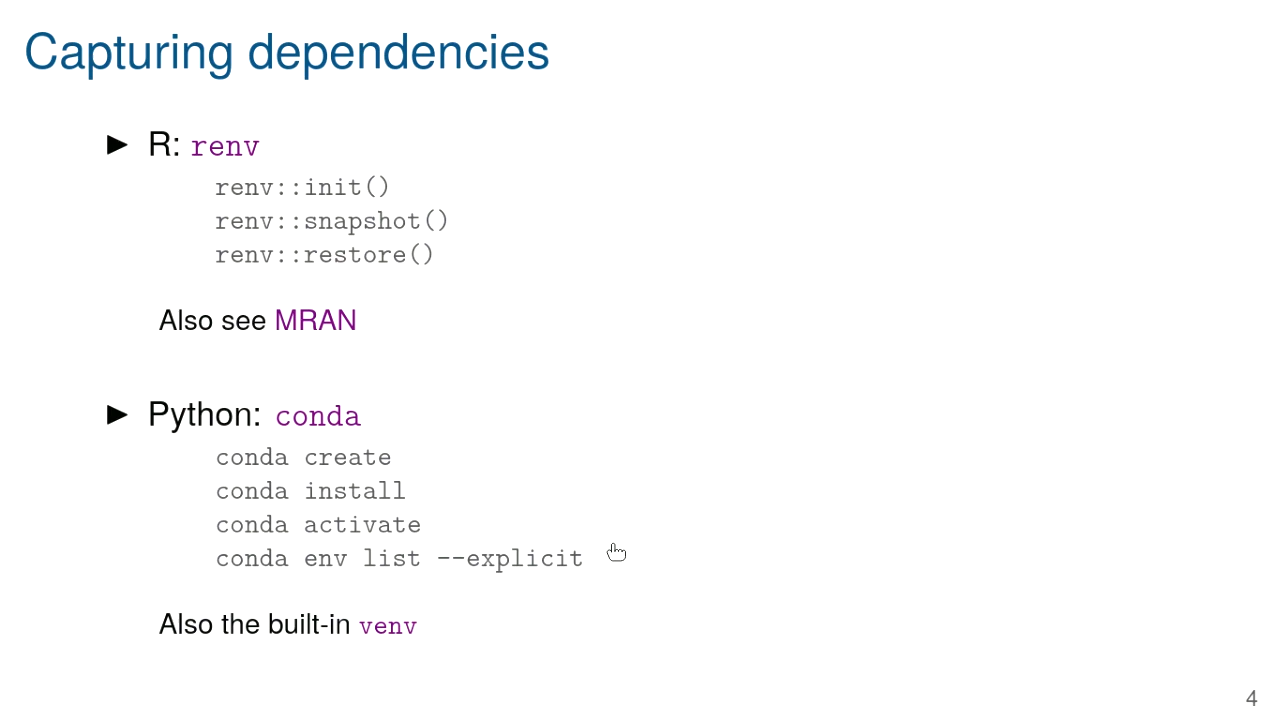 Capturing dependencies
▶ R: renv
renv::init()
renv::snapshot()
renv::restore()
Also see MRAN
▶ Python: conda
conda create
conda install
conda activate
conda env list --explicit
Also the built-in venv
4